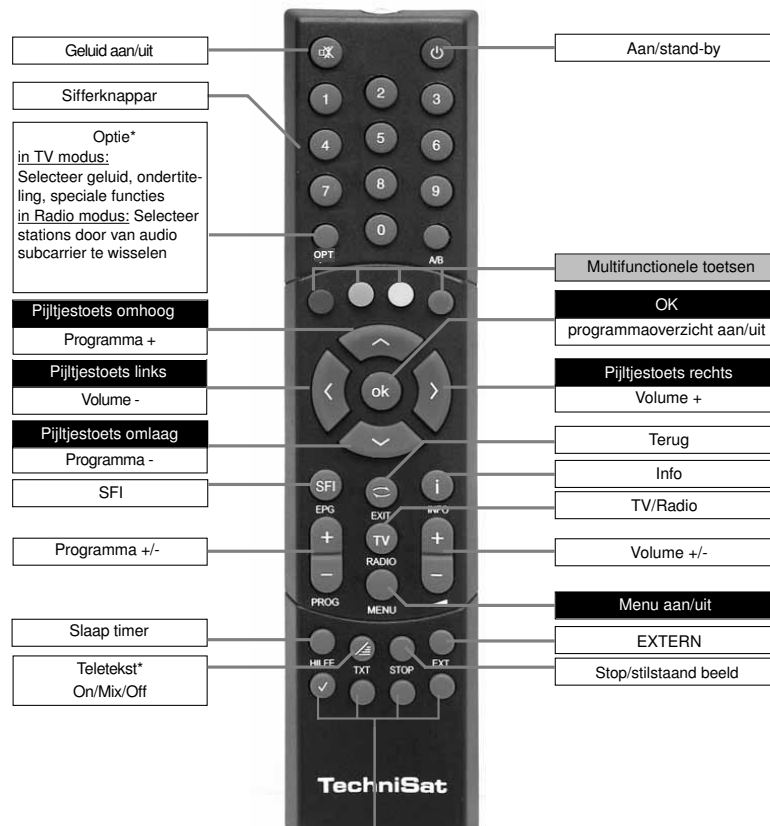 Geluid aan/uit
Aan/stand-by
Sifferknappar
1 2 3
4 5 6
7 8 9
0
Optie*
in TV modus:
Selecteer geluid, ondertite-
ling, speciale functies
in Radio modus: Selecteer
stations door van audio
subcarrier te wisselen
OPT
A/B
Multifunctionele toetsen
Pijltjestoets omhoog
Programma +
OK
programmaoverzicht aan/uit
Pijltjestoets links
Volume -
ok
Pijltjestoets rechts
Volume +
Pijltjestoets omlaag
Programma -
Terug
SFI
SFI
i
Info
EPG
EXIT
INFO
TV/Radio
Programma +/-
+
TV
+
Volume +/-
RADIO
–
–
PROG
MENU
Menu aan/uit
Slaap timer
EXTERN
HILFE
TXT
STOP
EXT
Teletekst*
On/Mix/Off
Stop/stilstaand beeld
TechniSat